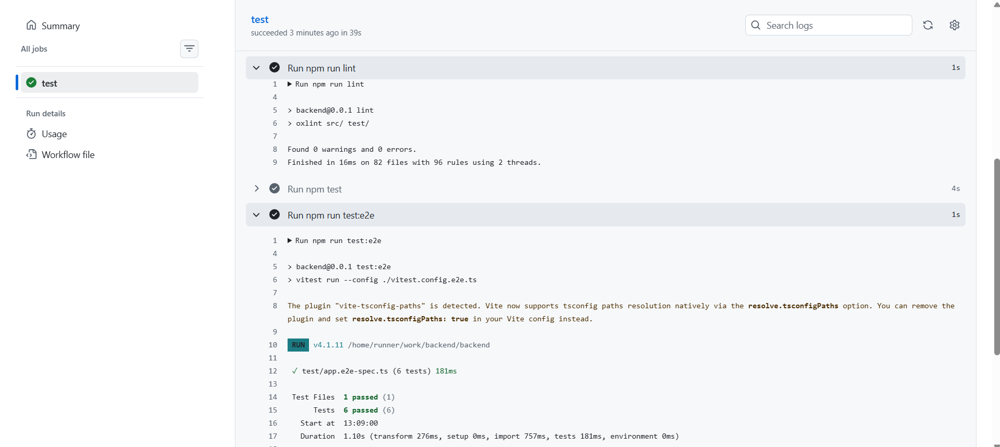 Summary
All jobs
test
Run details
Usage
Workflow file
test
succeeded 3 minutes ago in 39s
Search logs
Run npm run lint 1s
1 Run npm run lint
4
5 > backend@0.0.1 lint
6 > oxlint src/ test/
7
8 Found 0 warnings and 0 errors.
9 Finished in 16ms on 82 files with 96 rules using 2 threads.
Run npm test 4s
Run npm run test:e2e 1s
1 Run npm run test:e2e
4
5 > backend@0.0.1 test:e2e
6 > vitest run --config ./vitest.config.e2e.ts
7
8 The plugin "vite-tsconfig-paths" is detected. Vite now supports tsconfig paths resolution natively via the resolve.tsconfigPaths option. You can remove the
plugin and set resolve.tsconfigPaths: true in your Vite config instead.
9
10 RUN v4.1.11 /home/runner/work/backend/backend
11
12 ✓ test/app.e2e-spec.ts (6 tests) 181ms
13
14 Test Files 1 passed (1)
15 Tests 6 passed (6)
16 Start at 13:09:00
17 Duration 1.10s (transform 276ms, setup 0ms, import 757ms, tests 181ms, environment 0ms)